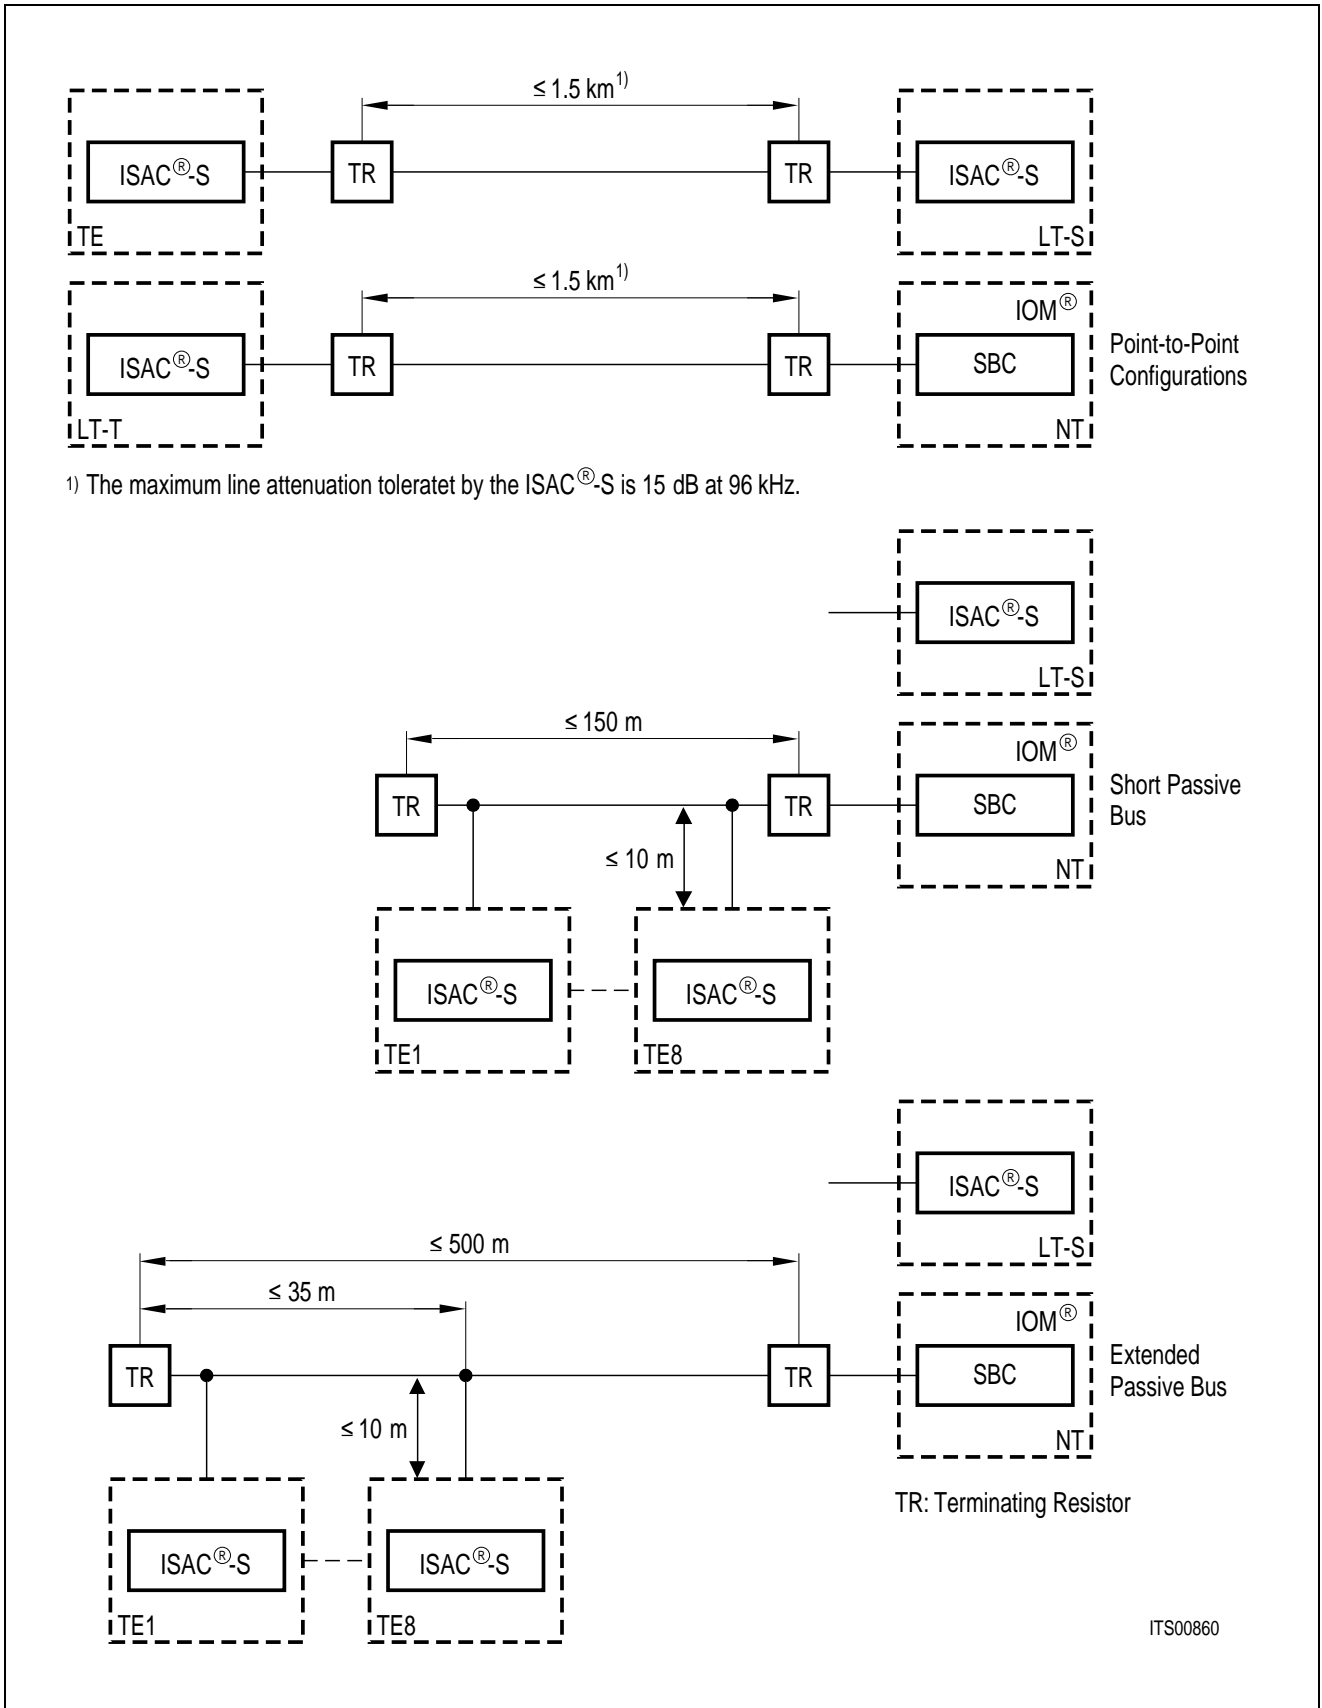 ≤ 1.5 km1)
ISAC®-S
TR
TR
ISAC®-S
TE
LT-S
≤ 1.5 km1)
IOM®
ISAC®-S
TR
TR
SBC
Point-to-Point
Configurations
LT-T
NT
1) The maximum line attenuation toleratet by the ISAC®-S is 15 dB at 96 kHz.
ISAC®-S
LT-S
≤ 150 m
IOM®
TR
TR
SBC
Short Passive
Bus
≤ 10 m
NT
ISAC®-S
ISAC®-S
TE1
TE8
ISAC®-S
LT-S
≤ 500 m
≤ 35 m
IOM®
TR
TR
SBC
Extended
Passive Bus
≤ 10 m
NT
TR: Terminating Resistor
ISAC®-S
ISAC®-S
TE1
TE8
ITS00860